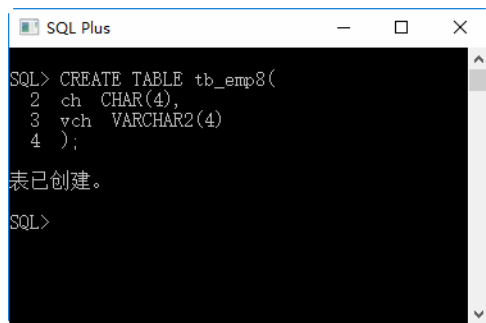 SQL Plus
SQL> CREATE TABLE tb_emp8(
  2  ch  CHAR(4),
  3  vch  VARCHAR2(4)
  4  );
表已创建。
SQL>